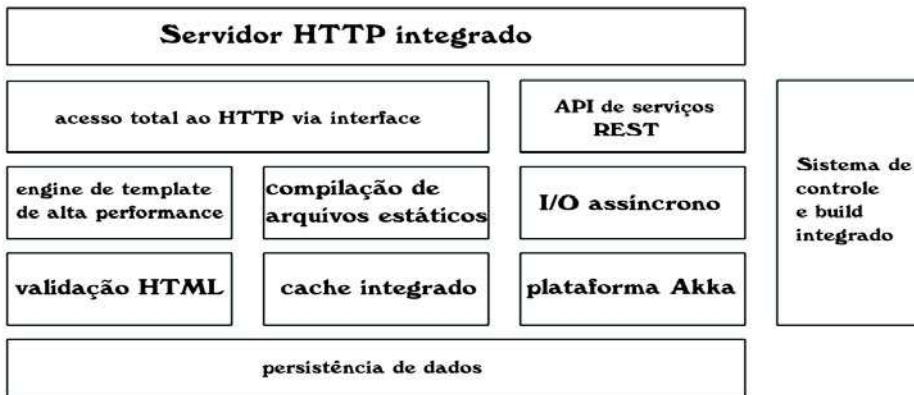 Servidor HTTP integrado
acesso total ao HTTP via interface
API de serviços
REST
engine de template
de alta performance
compilação de
arquivos estáticos
I/O assíncrono
Sistema de
controle
e build
integrado
validação HTML
cache integrado
plataforma Akka
persistência de dados